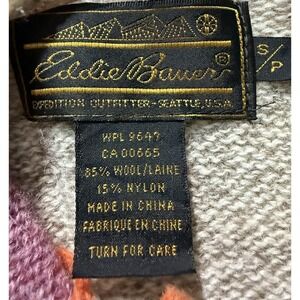 Eddie Bauer®
EXPEDITION OUTFITTER-SEATTLE, U.S.A.
S/P
WPL 9647
CA 00665
85% WOOL/LAINE
15% NYLON
MADE IN CHINA
FABRIQUE EN CHINE
TURN FOR CARE